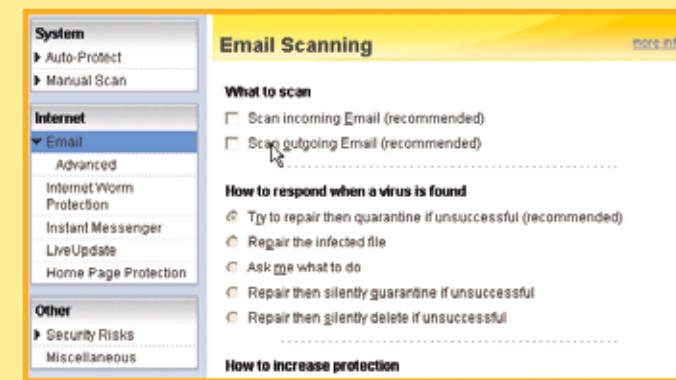 System
Auto-Protect
Manual Scan
Internet
Email
Advanced
Internet Worm
Protection
Instant Messenger
LiveUpdate
Home Page Protection
Other
Security Risks
Miscellaneous
Email Scanning
more
What to scan
Scan incoming Email (recommended)
Scan outgoing Email (recommended)
How to respond when a virus is found
Try to repair then quarantine if unsuccessful (recommended)
Repair the infected file
Ask me what to do
Repair then silently quarantine if unsuccessful
Repair then silently delete if unsuccessful
How to increase protection